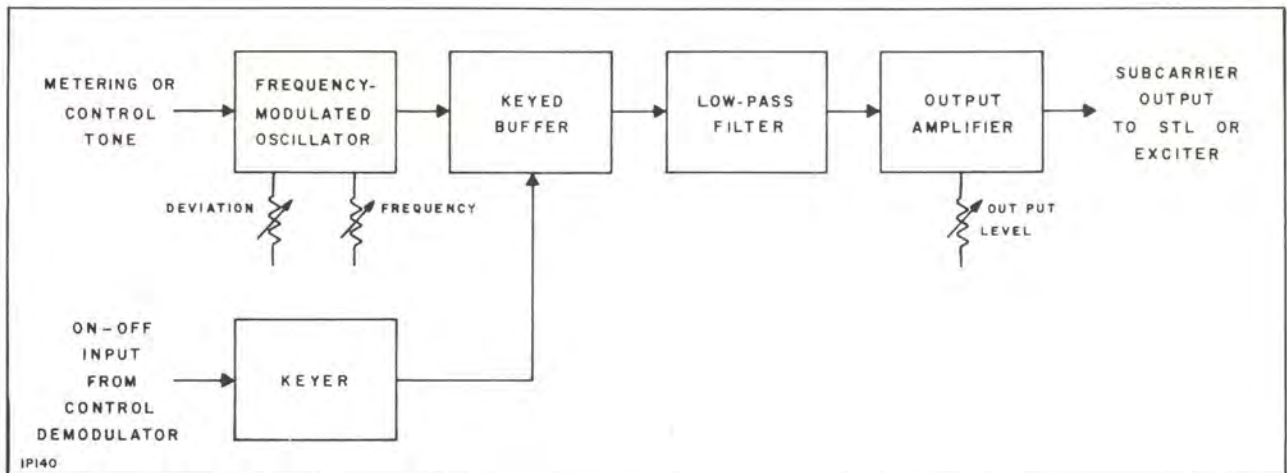 METERING OR
CONTROL
TONE
FREQUENCY-
MODULATED
OSCILLATOR
KEYED
BUFFER
LOW-PASS
FILTER
OUTPUT
AMPLIFIER
SUBCARRIER
OUTPUT
TO STL OR
EXCITER
DEVIATION
FREQUENCY
OUT PUT
LEVEL
ON-OFF
INPUT
FROM
CONTROL
DEMODULATOR
KEYER
1P140